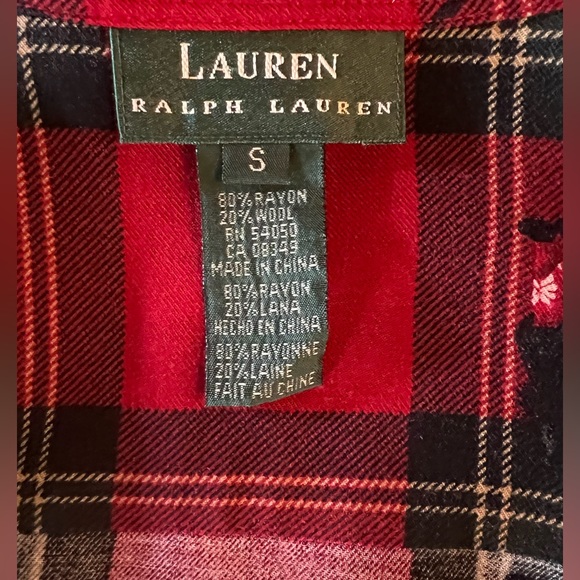 LAUREN
RALPH LAUREN
S
80% RAYON
20% WOOL
RN 54050
CA 08349
MADE IN CHINA
80% RAYON
20% LANA
HECHO EN CHINA
80% RAYONNE
20% LAINE
FAIT AU CHINE